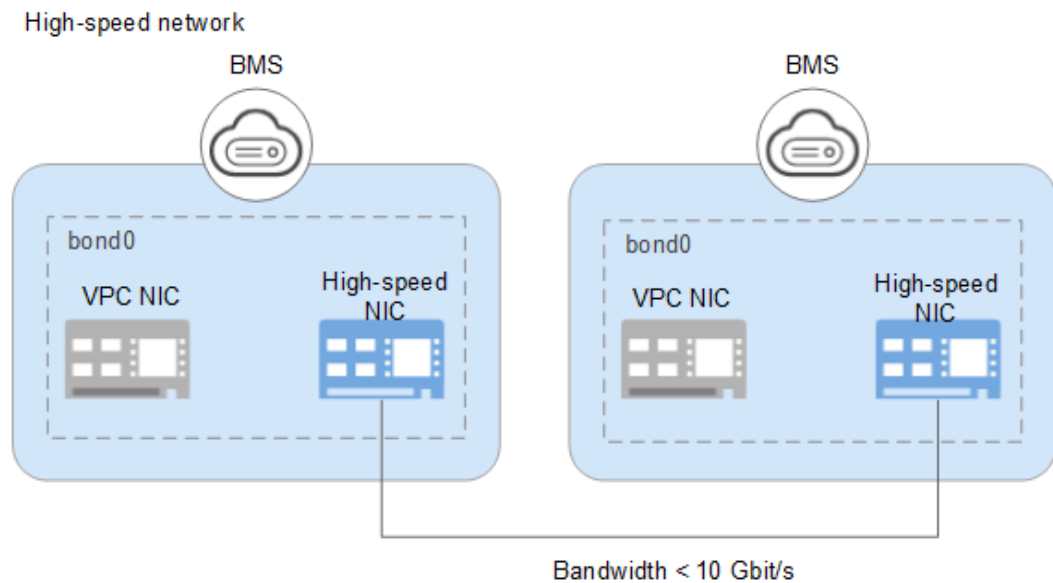 High-speed network
BMS
BMS
bond0
VPC NIC
High-speed
NIC
bond0
VPC NIC
High-speed
NIC
Bandwidth < 10 Gbit/s